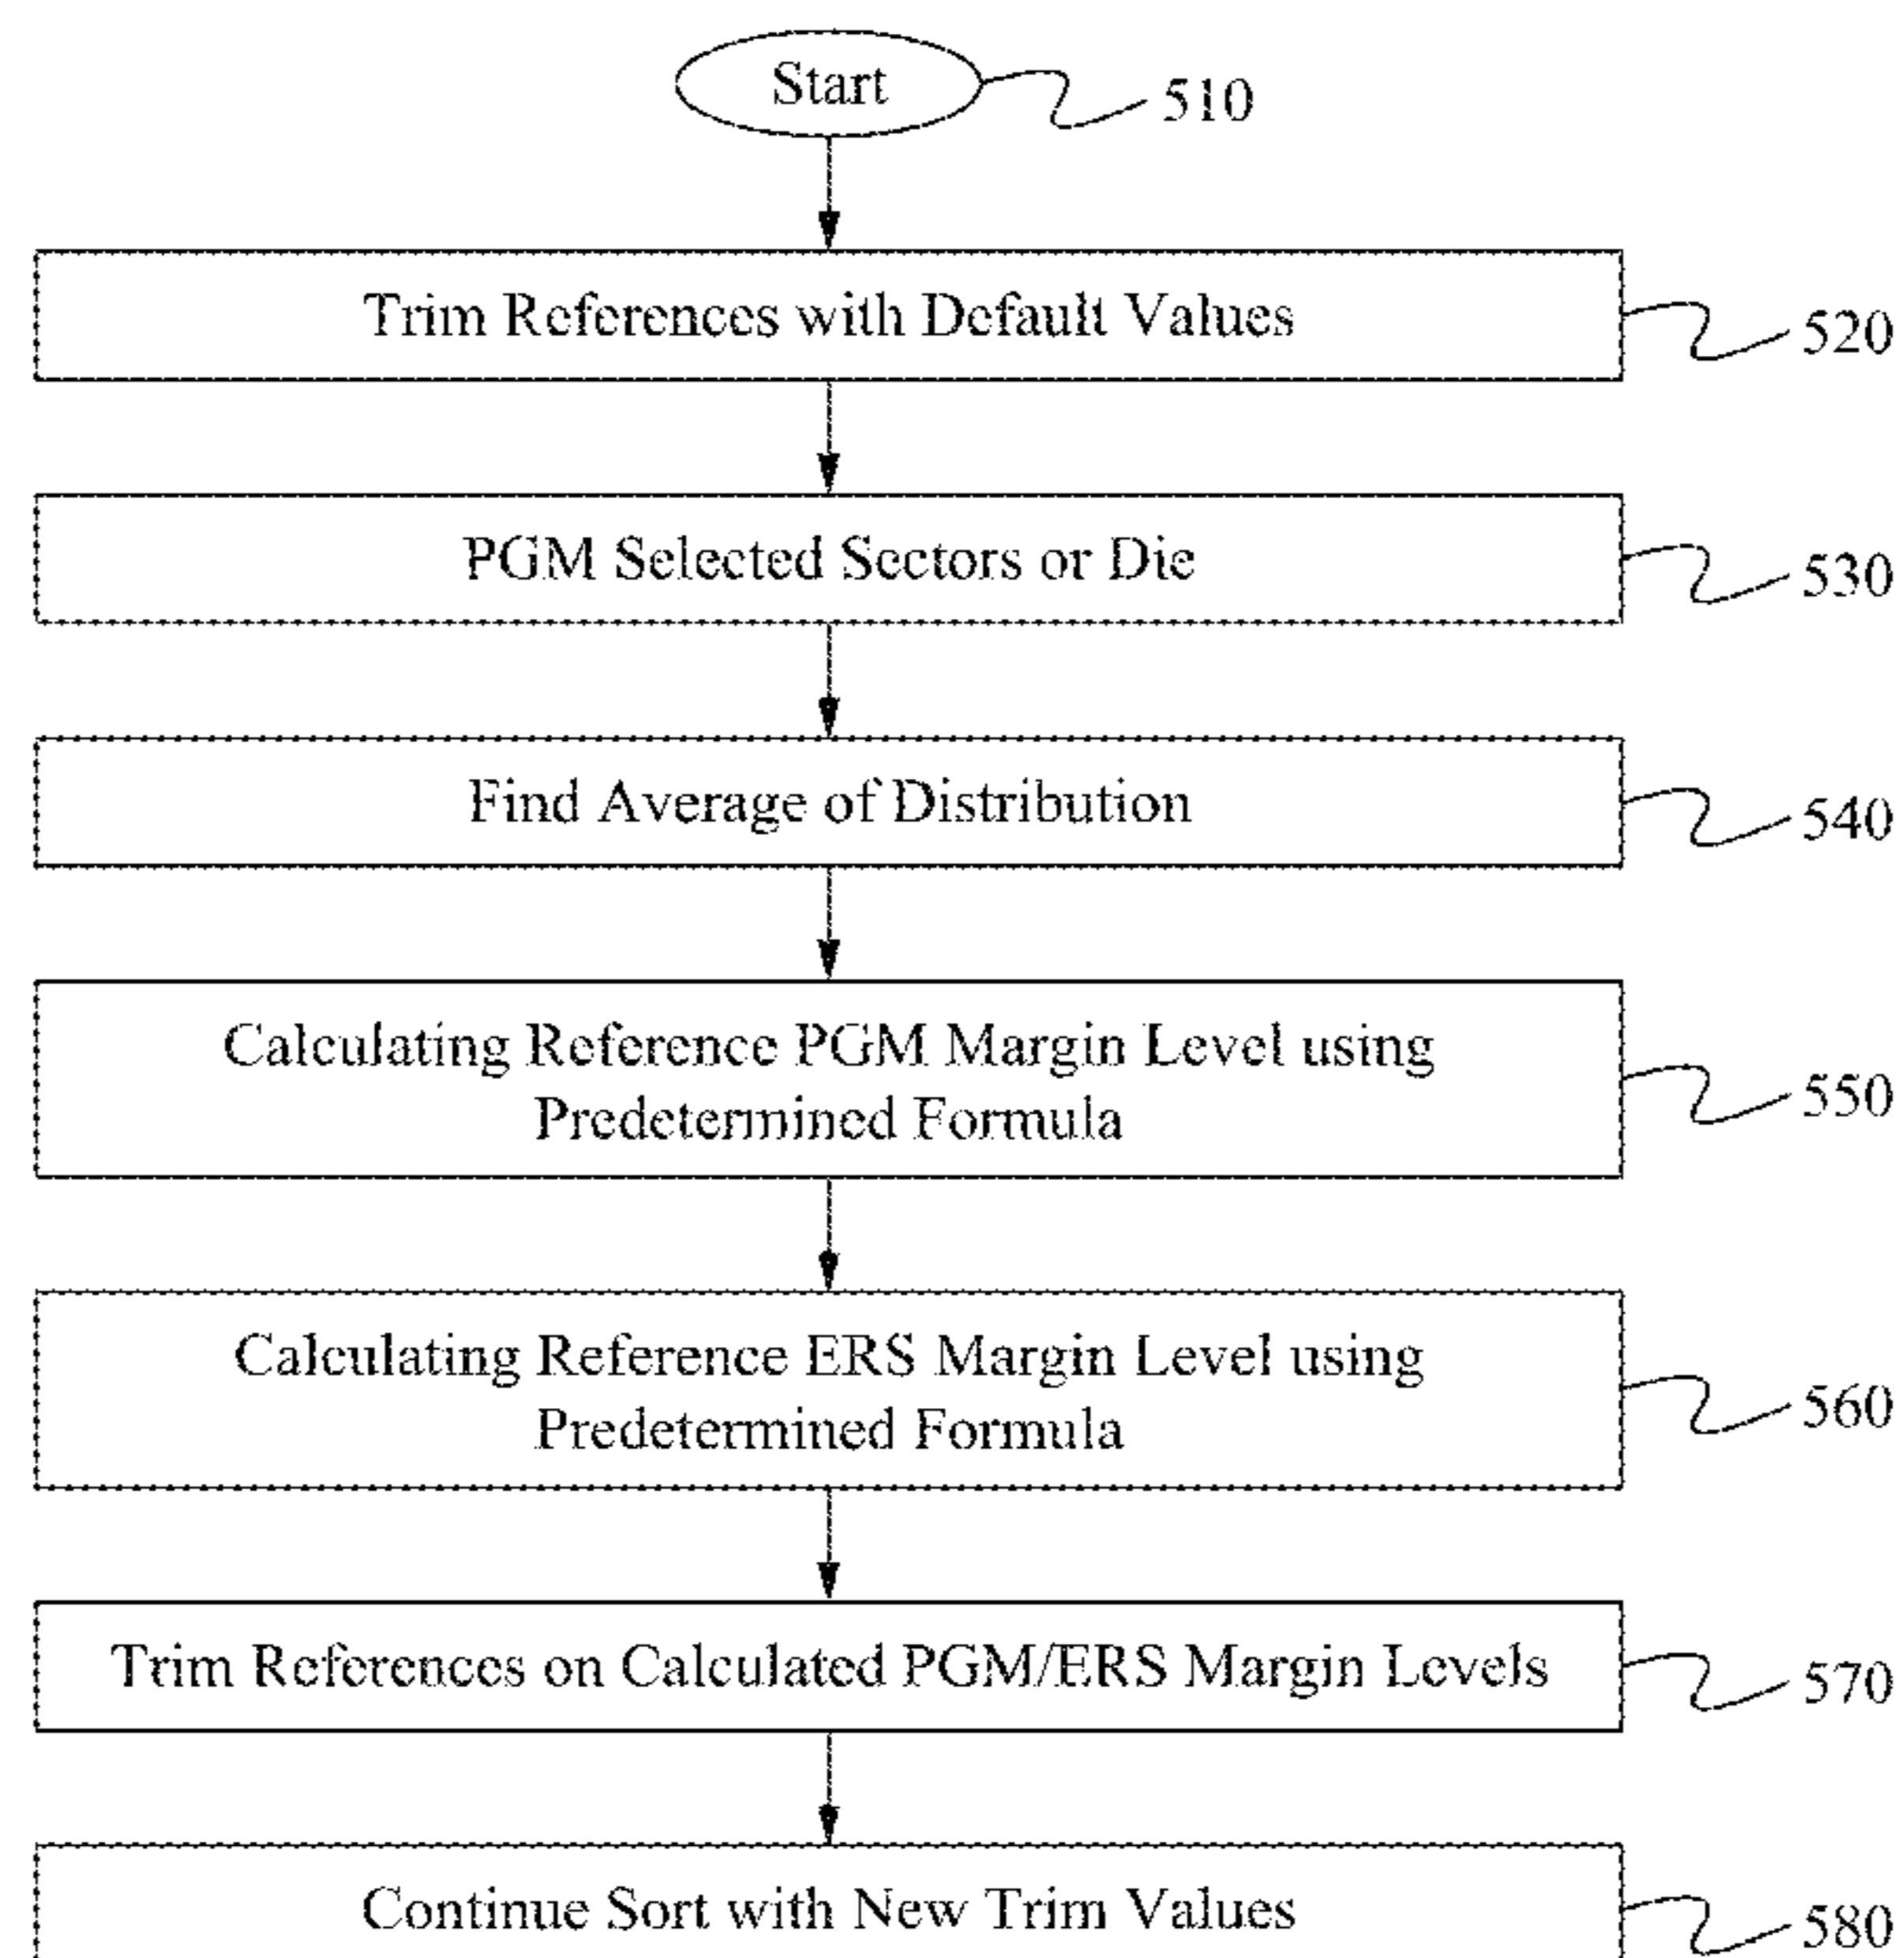 Start
510
Trim References with Default Values
520
PGM Selected Sectors or Die
530
Find Average of Distribution
540
Calculating Reference PGM Margin Level using
Predetermined Formula
550
Calculating Reference ERS Margin Level using
Predetermined Formula
560
Trim References on Calculated PGM/ERS Margin Levels
570
Continue Sort with New Trim Values
580